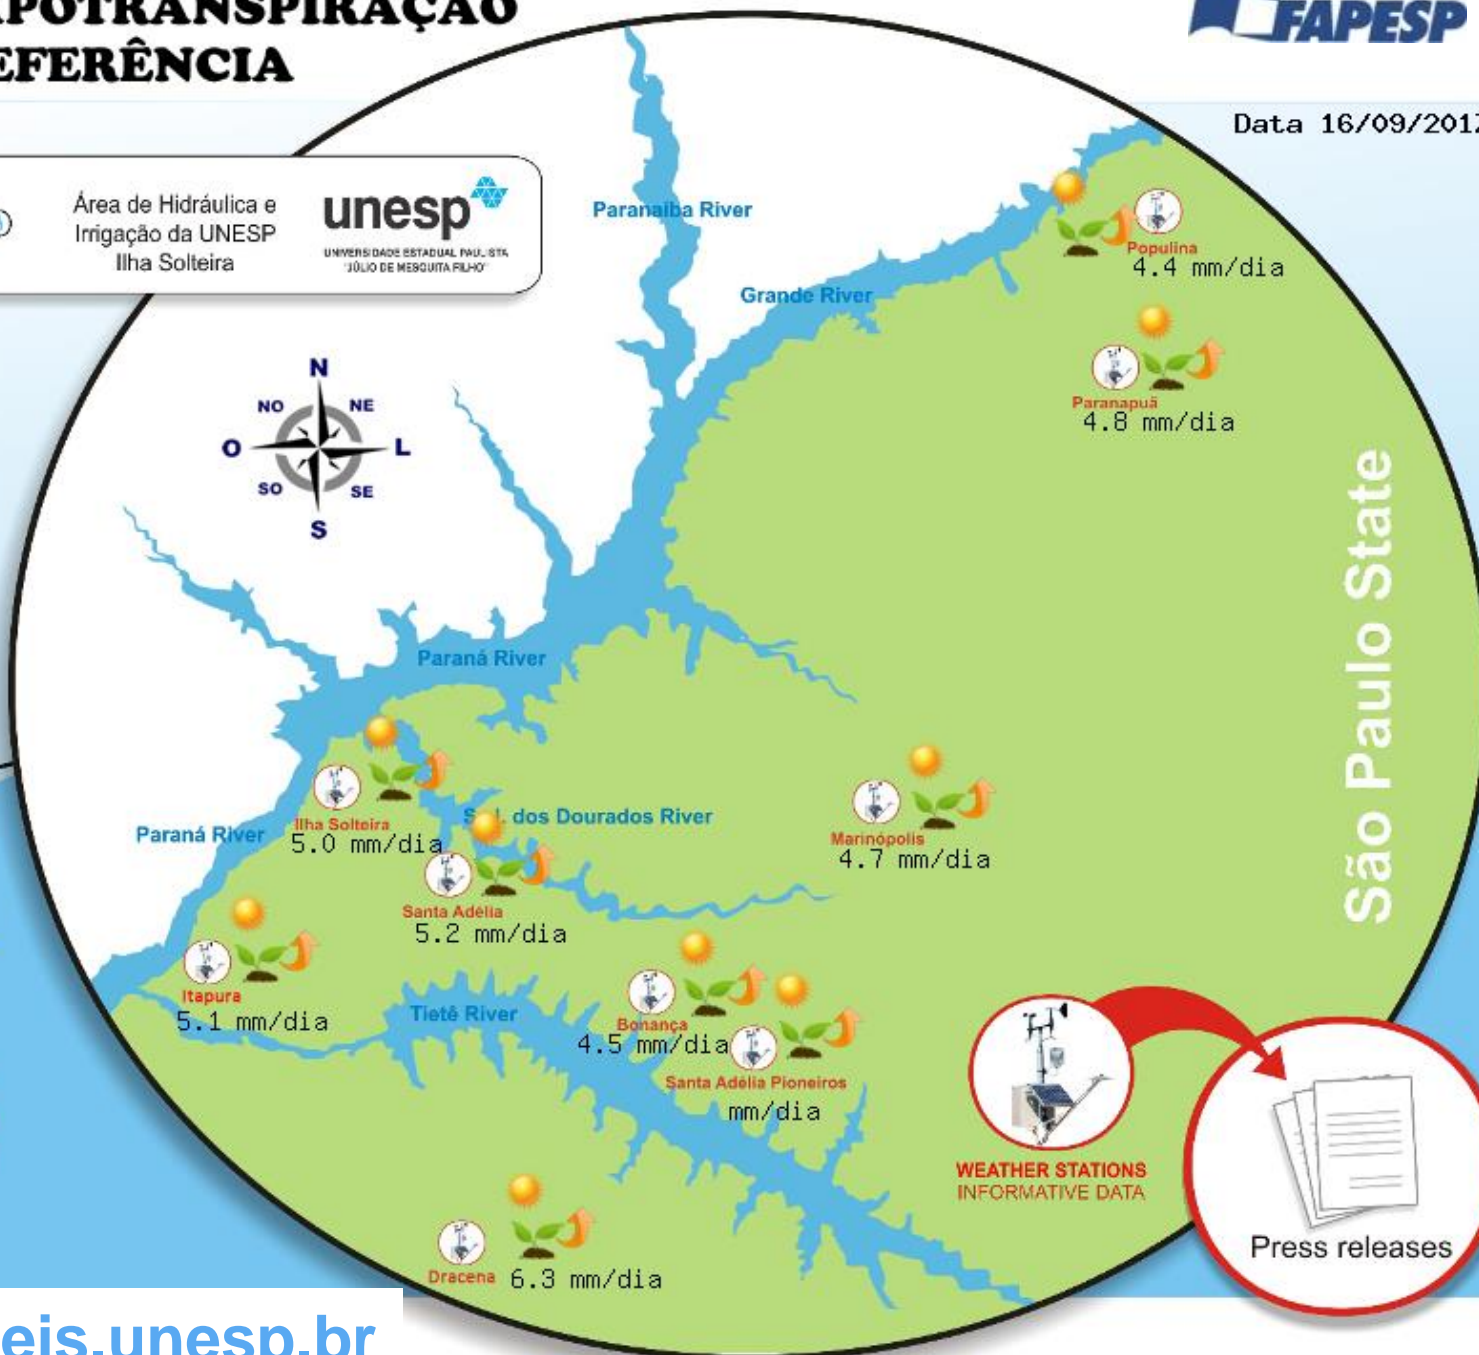 APOTRANSPIRAÇÃO
EFERÊNCIA
FAPESP
Data 16/09/2017
Área de Hidráulica e
Irrigação da UNESP
Ilha Solteira
unesp
UNIVERSIDADE ESTADUAL PAULISTA
"JÚLIO DE MESQUITA FILHO"
Paranaiba River
Populina
4.4 mm/dia
Grande River
Paranapuã
4.8 mm/dia
N
NO NE
O L
SO SE
S
São Paulo State
Paraná River
Ilha Solteira
5.0 mm/dia
Paraná River
dos Dourados River
Marinópolis
4.7 mm/dia
Santa Adélia
5.2 mm/dia
Itapura
5.1 mm/dia
Tietê River
Bonança
4.5 mm/dia
Santa Adélia Pioneiros
mm/dia
WEATHER STATIONS
INFORMATIVE DATA
Press releases
Dracena 6.3 mm/dia
eis.unesp.br